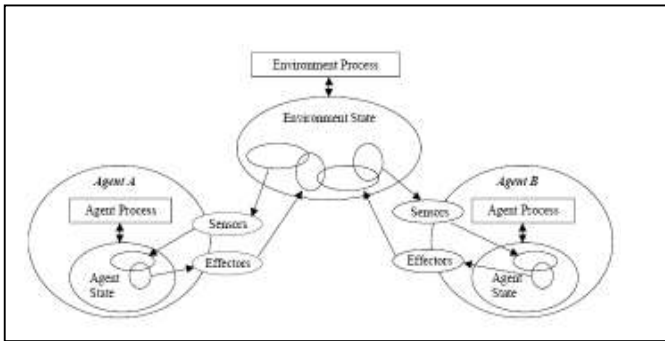 Environment Process
Environment State
Agent A
Agent Process
Sensors
Effectors
Agent
State
Agent B
Sensors
Agent Process
Effectors
Agent
State